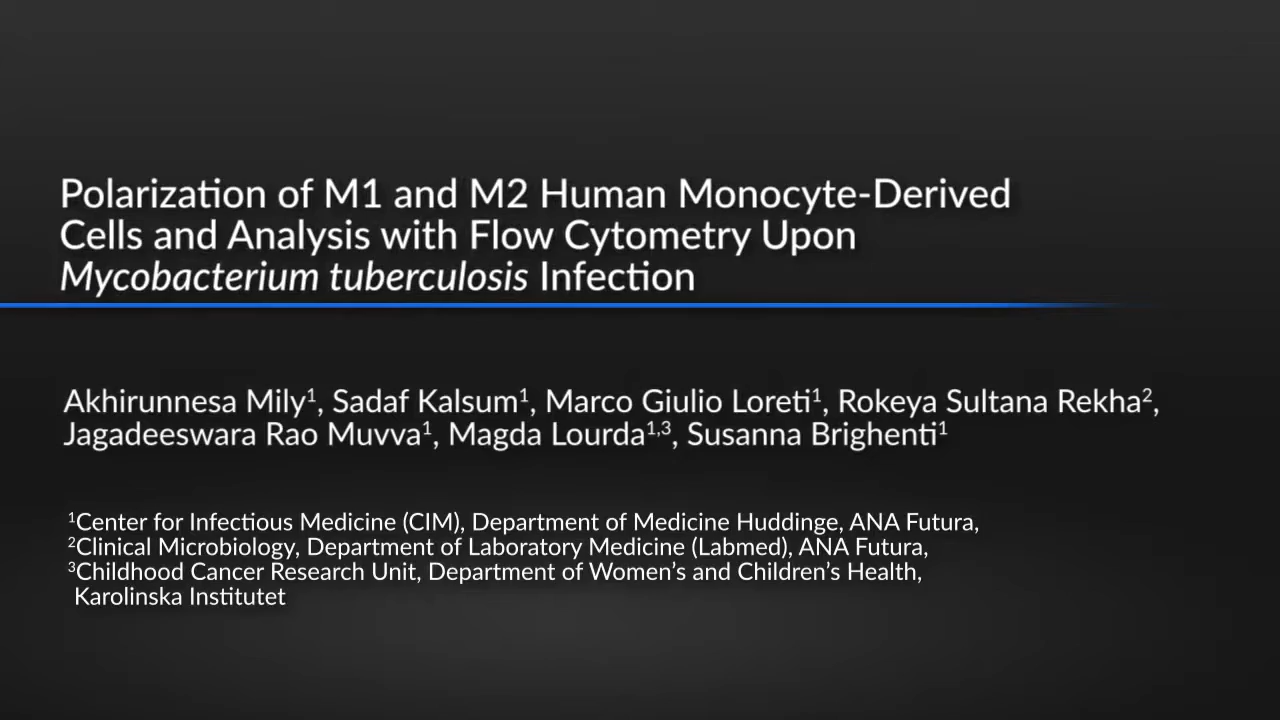 Polarization of M1 and M2 Human Monocyte-Derived
Cells and Analysis with Flow Cytometry Upon
Mycobacterium tuberculosis Infection
Akhirunnesa Mily¹, Sadaf Kalsum¹, Marco Giulio Loreti¹, Rokeya Sultana Rekha²,
Jagadeeswara Rao Muvva¹, Magda Lourda¹,³, Susanna Brighenti¹
¹Center for Infectious Medicine (CIM), Department of Medicine Huddinge, ANA Futura,
²Clinical Microbiology, Department of Laboratory Medicine (Labmed), ANA Futura,
³Childhood Cancer Research Unit, Department of Women’s and Children’s Health,
Karolinska Institutet